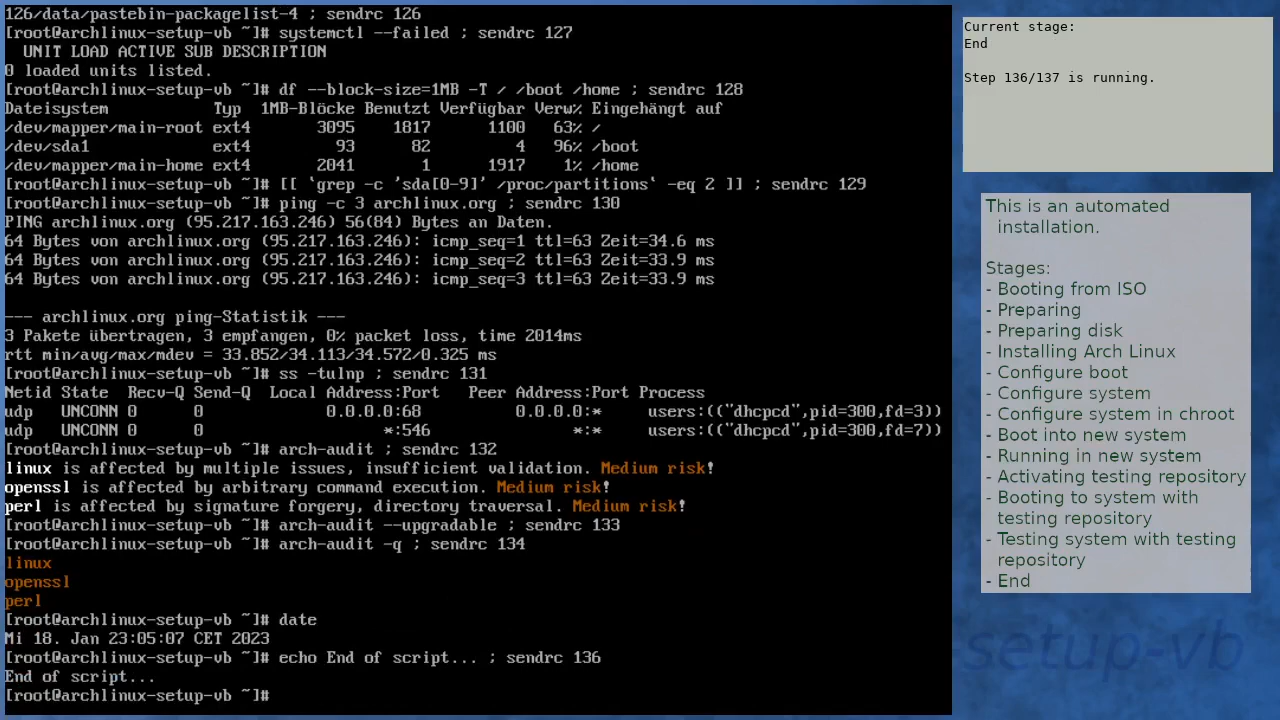 126/data/pastebin-packagelist-4 ; sendrc 126
[root@archlinux-setup-vb ~]# systemctl --failed ; sendrc 127
  UNIT LOAD ACTIVE SUB DESCRIPTION
0 loaded units listed.
[root@archlinux-setup-vb ~]# df --block-size=1MB -T / /boot /home ; sendrc 128
Dateisystem           Typ  1MB-Blöcke Benutzt Verfügbar Verw% Eingehängt auf
/dev/mapper/main-root ext4       3095    1817      1100   63% /
/dev/sda1             ext4         93      82         4   96% /boot
/dev/mapper/main-home ext4       2041       1      1917    1% /home
[root@archlinux-setup-vb ~]# [[ `grep -c 'sda[0-9]' /proc/partitions` -eq 2 ]] ; sendrc 129
[root@archlinux-setup-vb ~]# ping -c 3 archlinux.org ; sendrc 130
PING archlinux.org (95.217.163.246) 56(84) Bytes an Daten.
64 Bytes von archlinux.org (95.217.163.246): icmp_seq=1 ttl=63 Zeit=34.6 ms
64 Bytes von archlinux.org (95.217.163.246): icmp_seq=2 ttl=63 Zeit=33.9 ms
64 Bytes von archlinux.org (95.217.163.246): icmp_seq=3 ttl=63 Zeit=33.9 ms
--- archlinux.org ping-Statistik ---
3 Pakete übertragen, 3 empfangen, 0% packet loss, time 2014ms
rtt min/avg/max/mdev = 33.852/34.113/34.572/0.325 ms
[root@archlinux-setup-vb ~]# ss -tulnp ; sendrc 131
Netid State  Recv-Q Send-Q  Local Address:Port   Peer Address:Port Process
udp   UNCONN 0      0             0.0.0.0:68          0.0.0.0:*     users:(("dhcpcd",pid=300,fd=3))
udp   UNCONN 0      0                   *:546               *:*     users:(("dhcpcd",pid=300,fd=7))
[root@archlinux-setup-vb ~]# arch-audit ; sendrc 132
linux is affected by multiple issues, insufficient validation. Medium risk!
openssl is affected by arbitrary command execution. Medium risk!
perl is affected by signature forgery, directory traversal. Medium risk!
[root@archlinux-setup-vb ~]# arch-audit --upgradable ; sendrc 133
[root@archlinux-setup-vb ~]# arch-audit -q ; sendrc 134
linux
openssl
perl
[root@archlinux-setup-vb ~]# date
Mi 18. Jan 23:05:07 CET 2023
[root@archlinux-setup-vb ~]# echo End of script... ; sendrc 136
End of script...
[root@archlinux-setup-vb ~]#
Current stage:
End
Step 136/137 is running.
This is an automated
installation.
Stages:
- Booting from ISO
- Preparing
- Preparing disk
- Installing Arch Linux
- Configure boot
- Configure system
- Configure system in chroot
- Boot into new system
- Running in new system
- Activating testing repository
- Booting to system with
testing repository
- Testing system with testing
repository
- End
setup-vb